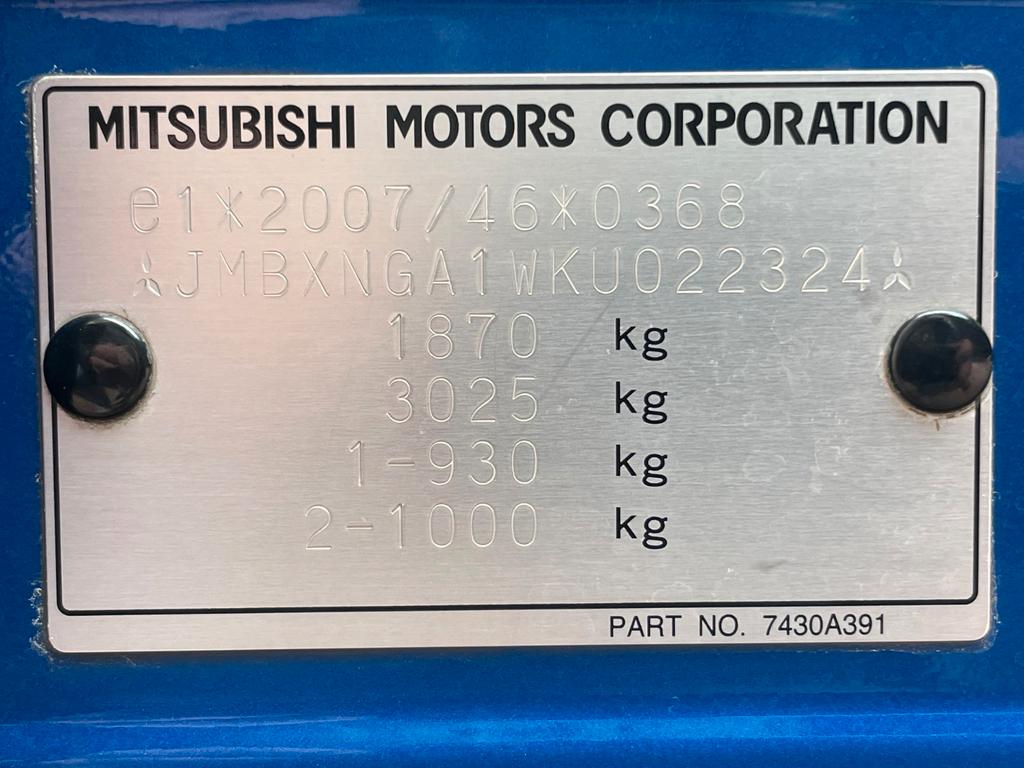 MITSUBISHI MOTORS CORPORATION
e1*2007/46*0368
JMBXNGA1WKU022324
1870 kg
3025 kg
1-930 kg
2-1000 kg
PART NO. 7430A391